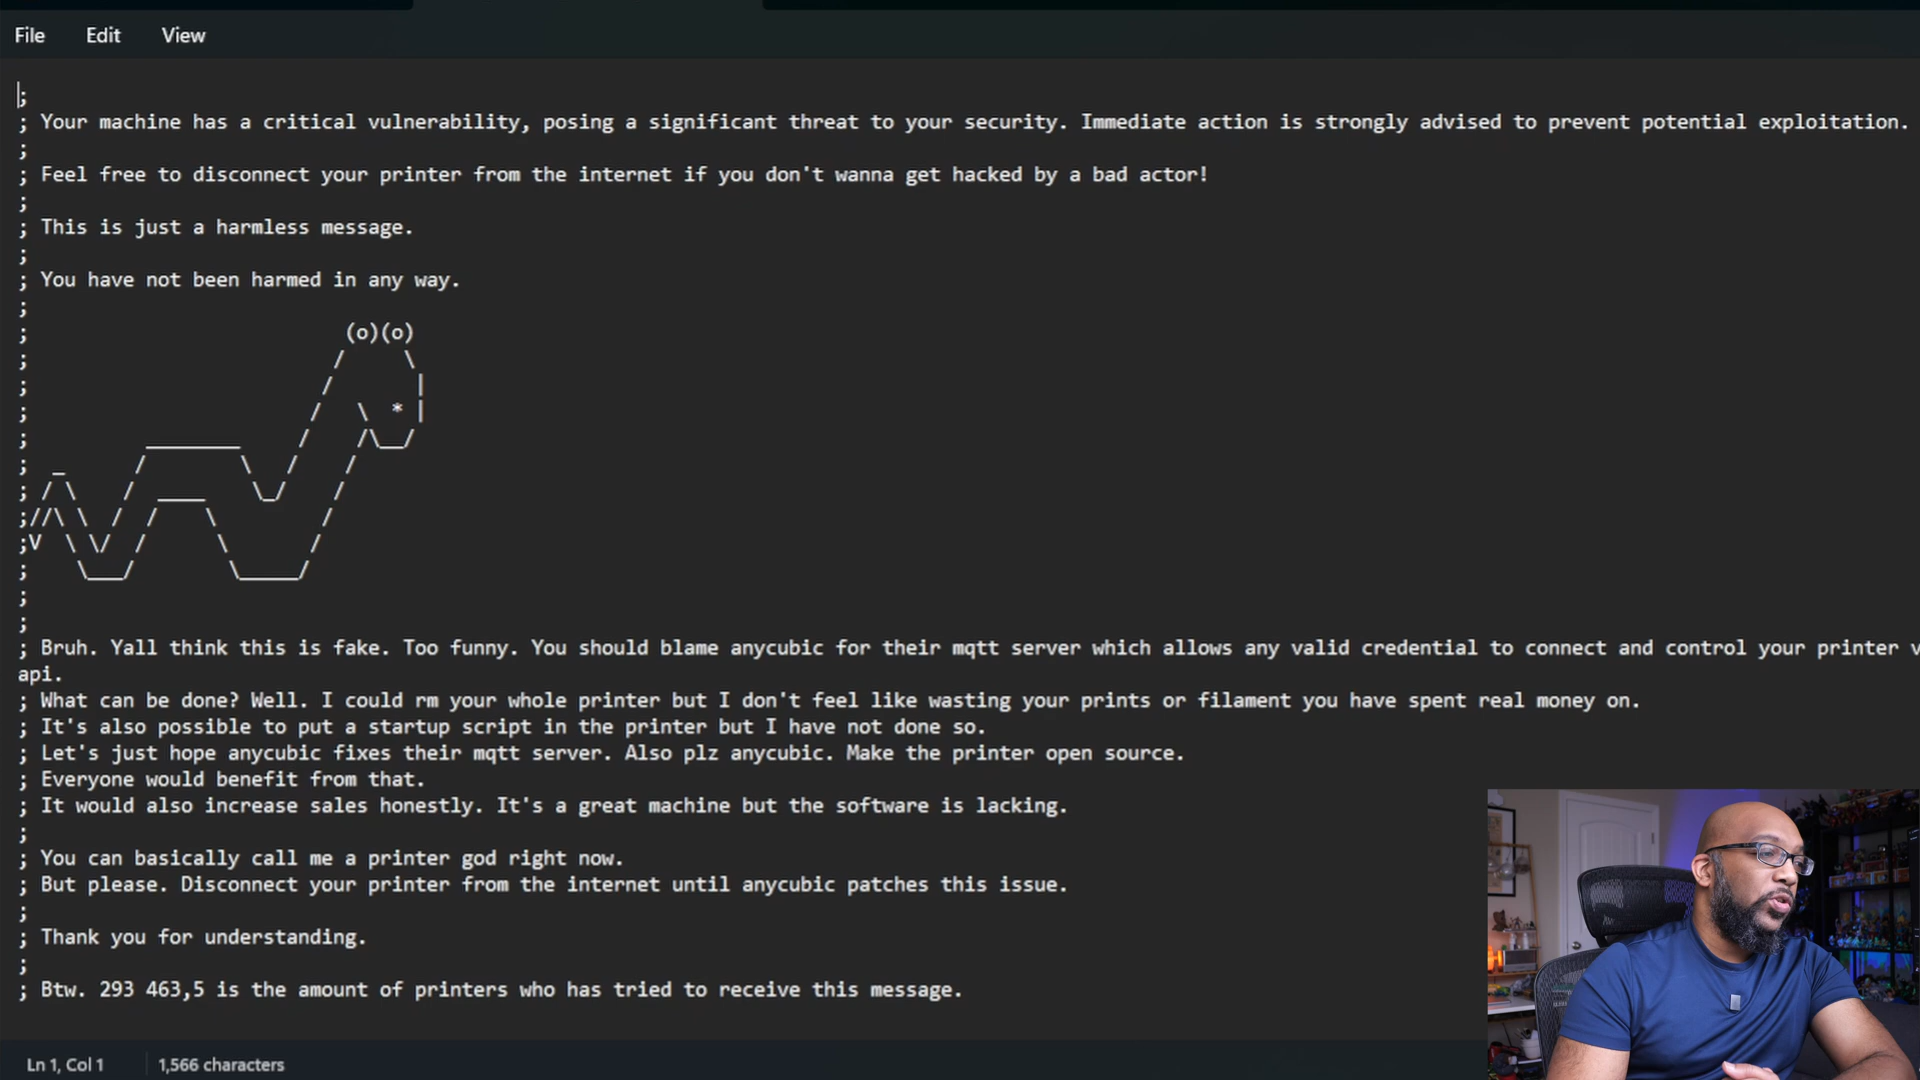 File Edit View
;
; Your machine has a critical vulnerability, posing a significant threat to your security. Immediate action is strongly advised to prevent potential exploitation.
;
; Feel free to disconnect your printer from the internet if you don't wanna get hacked by a bad actor!
;
; This is just a harmless message.
;
; You have not been harmed in any way.
;
;                           (o)(o)
;                          /     \
;                         /       |
;                        /   \  * |
;          ________     /    /\__/
;  _      /        \   /    /
; /\     /  ____    \_/    /
;//\ \  /  /    \         /
;V  \ \/  /      \       /
;    \___/        \_____/
;
;
; Bruh. Yall think this is fake. Too funny. You should blame anycubic for their mqtt server which allows any valid credential to connect and control your printer v
api.
; What can be done? Well. I could rm your whole printer but I don't feel like wasting your prints or filament you have spent real money on.
; It's also possible to put a startup script in the printer but I have not done so.
; Let's just hope anycubic fixes their mqtt server. Also plz anycubic. Make the printer open source.
; Everyone would benefit from that.
; It would also increase sales honestly. It's a great machine but the software is lacking.
;
; You can basically call me a printer god right now.
; But please. Disconnect your printer from the internet until anycubic patches this issue.
;
; Thank you for understanding.
;
; Btw. 293 463,5 is the amount of printers who has tried to receive this message.
Ln 1, Col 1 1,566 characters